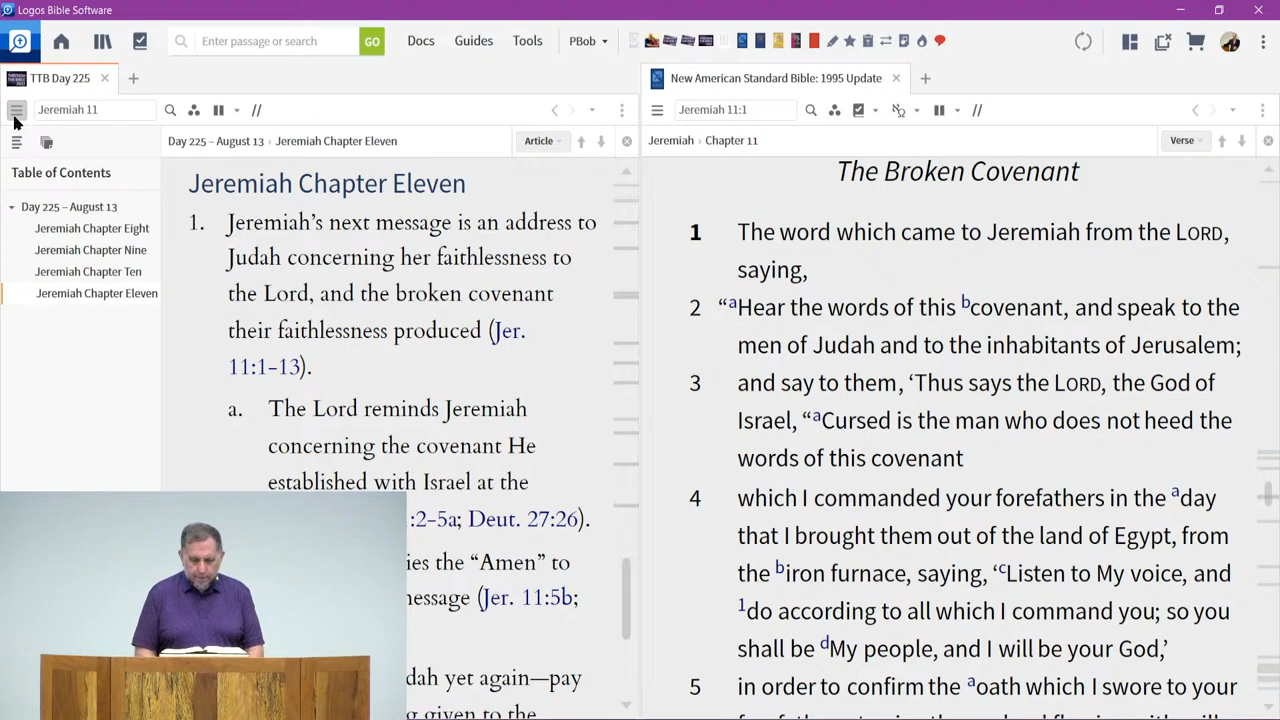 Logos Bible Software
Enter passage or search
GO
Docs
Guides
Tools
PBob
TTB Day 225
Jeremiah 11
Day 225 – August 13 › Jeremiah Chapter Eleven
Article
Table of Contents
Day 225 – August 13
Jeremiah Chapter Eight
Jeremiah Chapter Nine
Jeremiah Chapter Ten
Jeremiah Chapter Eleven
Jeremiah Chapter Eleven
1. Jeremiah’s next message is an address to
Judah concerning her faithlessness to
the Lord, and the broken covenant
their faithlessness produced (Jer.
11:1–13).
a. The Lord reminds Jeremiah
concerning the covenant He
established with Israel at the
:2–5a; Deut. 27:26).
ies the “Amen” to
nessage (Jer. 11:5b;
dah yet again—pay
g given to the
New American Standard Bible: 1995 Update
Jeremiah 11:1
Jeremiah › Chapter 11
Verse
The Broken Covenant
1 The word which came to Jeremiah from the LORD,
saying,
2 “aHear the words of this bcovenant, and speak to the
men of Judah and to the inhabitants of Jerusalem;
3 and say to them, ‘Thus says the LORD, the God of
Israel, “aCursed is the man who does not heed the
words of this covenant
4 which I commanded your forefathers in the aday
that I brought them out of the land of Egypt, from
the biron furnace, saying, ‘cListen to My voice, and
1do according to all which I command you; so you
shall be dMy people, and I will be your God,’
5 in order to confirm the aoath which I swore to your